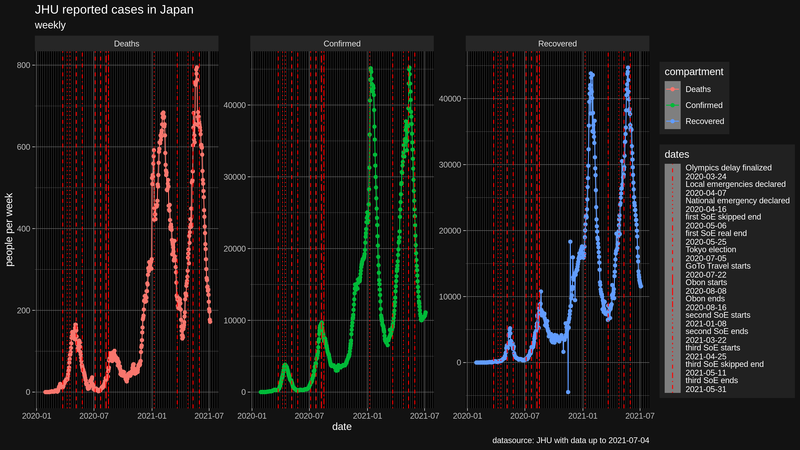 JHU reported cases in Japan
weekly
Deaths
Confirmed
Recovered
people per week
800
600
400
200
0
40000
30000
20000
10000
0
40000
30000
20000
10000
0
2020-01
2020-07
2021-01
2021-07
2020-01
2020-07
2021-01
2021-07
2020-01
2020-07
2021-01
2021-07
date
compartment
Deaths
Confirmed
Recovered
dates
Olympics delay finalized
2020-03-24
Local emergencies declared
2020-04-07
National emergency declared
2020-04-16
first SoE skipped end
2020-05-06
first SoE real end
2020-05-25
Tokyo election
2020-07-05
GoTo Travel starts
2020-07-22
Obon starts
2020-08-08
Obon ends
2020-08-16
second SoE starts
2021-01-08
second SoE ends
2021-03-22
third SoE starts
2021-04-25
third SoE skipped end
2021-05-11
third SoE ends
2021-05-31
datasource: JHU with data up to 2021-07-04